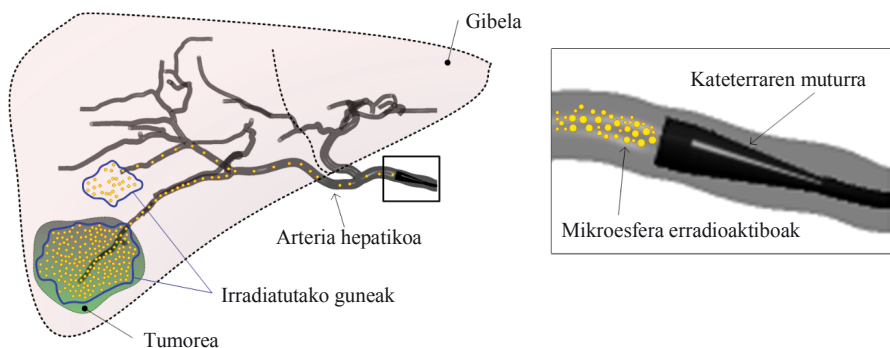 Gibela
Kateterraren muturra
Mikroesfera erradioaktiboak
Arteria hepatikoa
Irradiatutako guneak
Tumorea